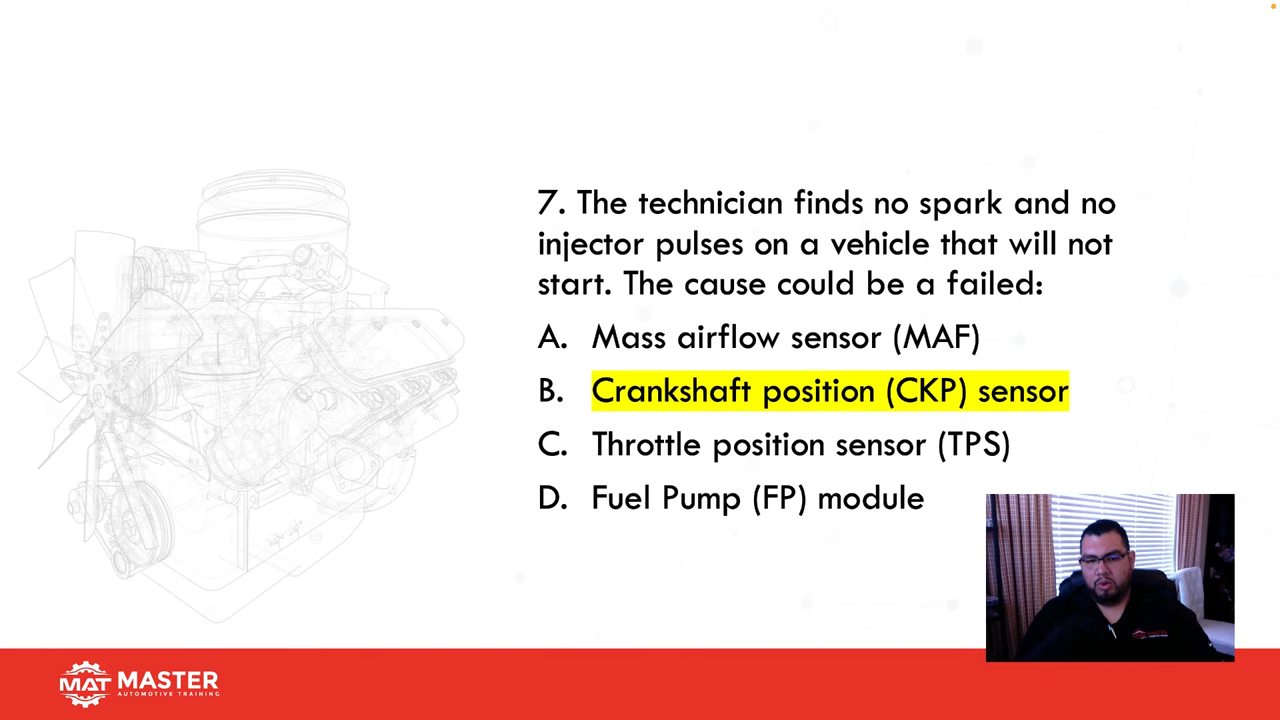 7. The technician finds no spark and no
injector pulses on a vehicle that will not
start. The cause could be a failed:
A. Mass airflow sensor (MAF)
B. Crankshaft position (CKP) sensor
C. Throttle position sensor (TPS)
D. Fuel Pump (FP) module
MAT MASTER
AUTOMOTIVE TRAINING